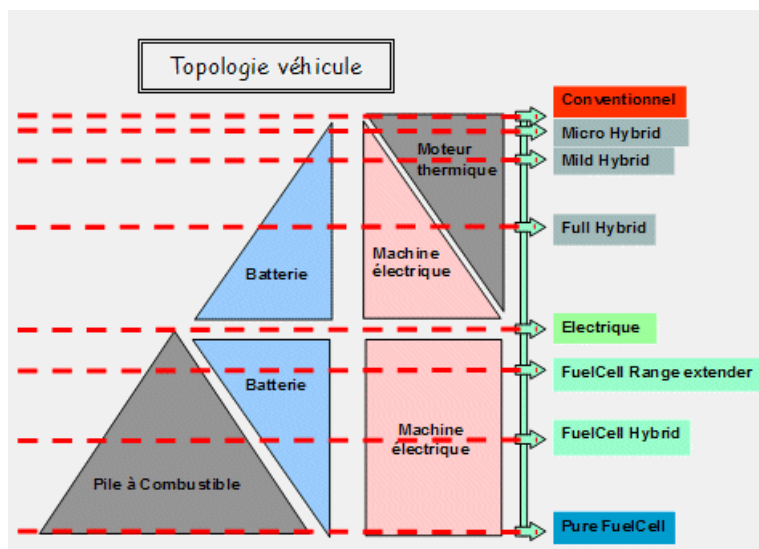 Topologie véhicule
Conventionnel
Micro Hybrid
Moteur
thermique
Mild Hybrid
Full Hybrid
Machine
électrique
Batterie
Electrique
FuelCell Range extender
Batterie
Machine
électrique
FuelCell Hybrid
Pile à Combustible
Pure FuelCell